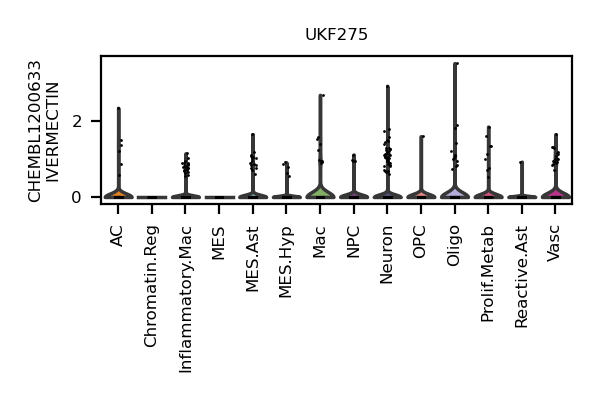 UKF275
CHEMBL1200633
IVERMECTIN
2
0
AC
Chromatin.Reg
Inflammatory.Mac
MES
MES.Ast
MES.Hyp
Mac
NPC
Neuron
OPC
Oligo
Prolif.Metab
Reactive.Ast
Vasc